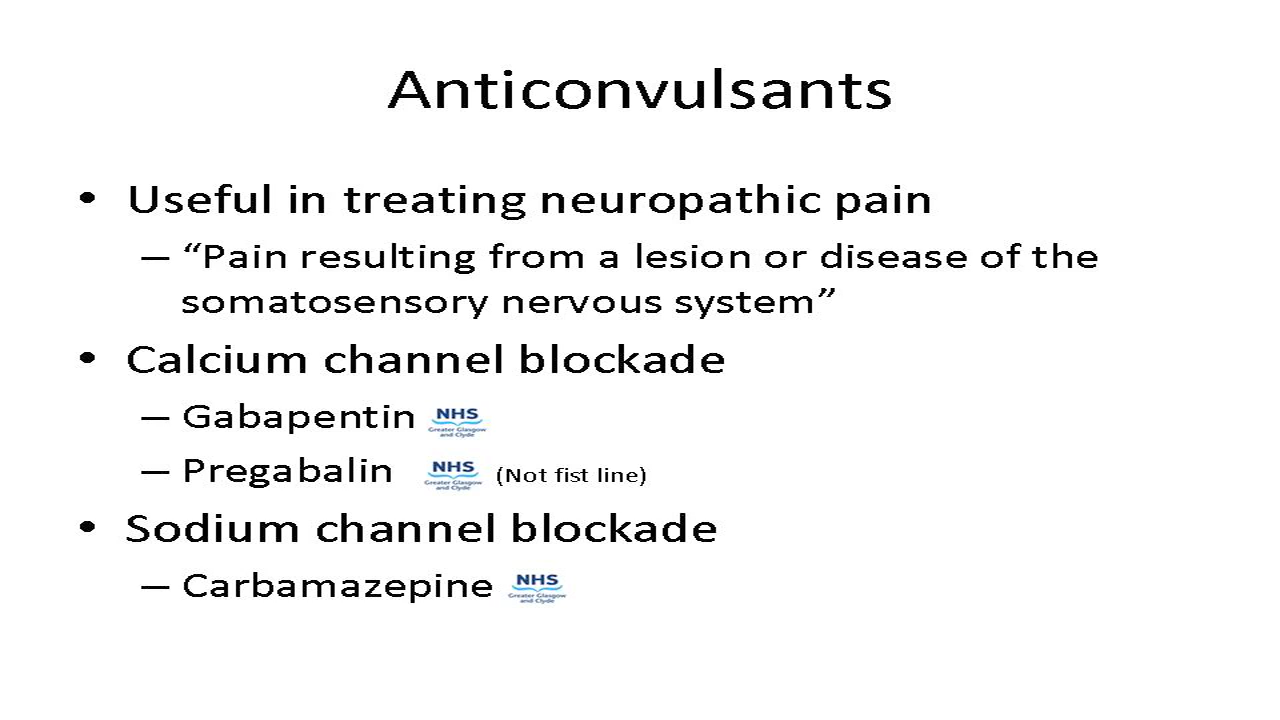 Anticonvulsants
• Useful in treating neuropathic pain
– “Pain resulting from a lesion or disease of the
somatosensory nervous system”
• Calcium channel blockade
– Gabapentin NHS
Greater Glasgow
and Clyde
– Pregabalin NHS (Not fist line)
Greater Glasgow
and Clyde
• Sodium channel blockade
– Carbamazepine NHS
Greater Glasgow
and Clyde